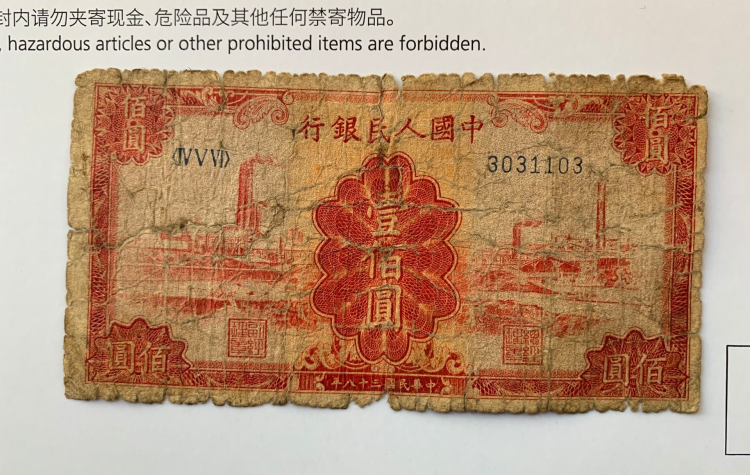 封内请勿夹寄现金、危险品及其他任何禁寄物品。
, hazardous articles or other prohibited items are forbidden.
佰圓
佰圓
行銀民人國中
⟨ⅣⅤⅥ⟩
3031103
壹佰圓
圓佰
圓佰
年八十三國民華中